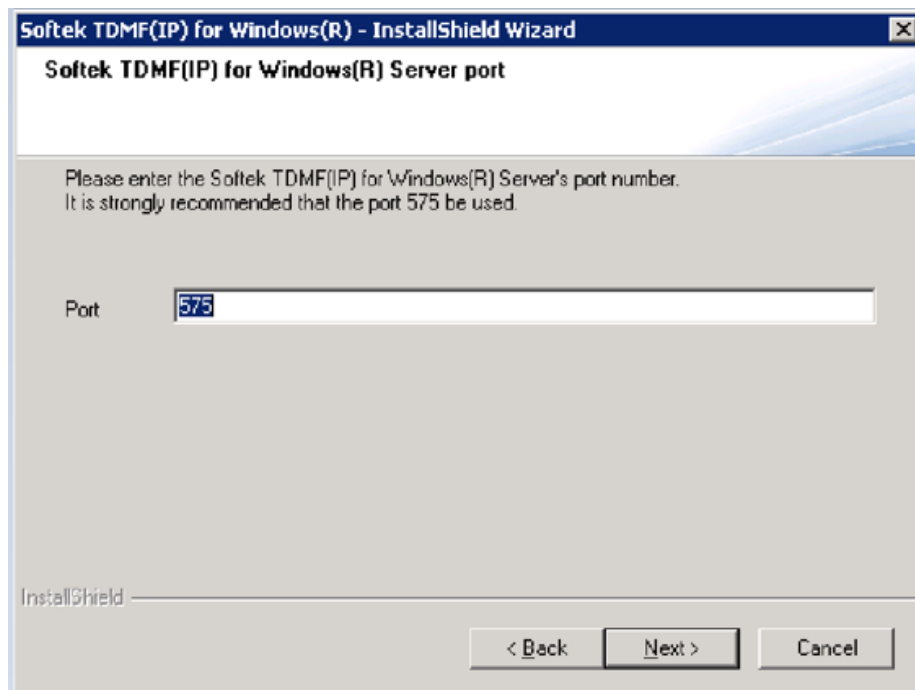 Softek TDMF(IP) for Windows(R) - InstallShield Wizard
Softek TDMF(IP) for Windows(R) Server port
Please enter the Softek TDMF(IP) for Windows(R) Server's port number.
It is strongly recommended that the port 575 be used.
Port 575
InstallShield
< Back Next > Cancel